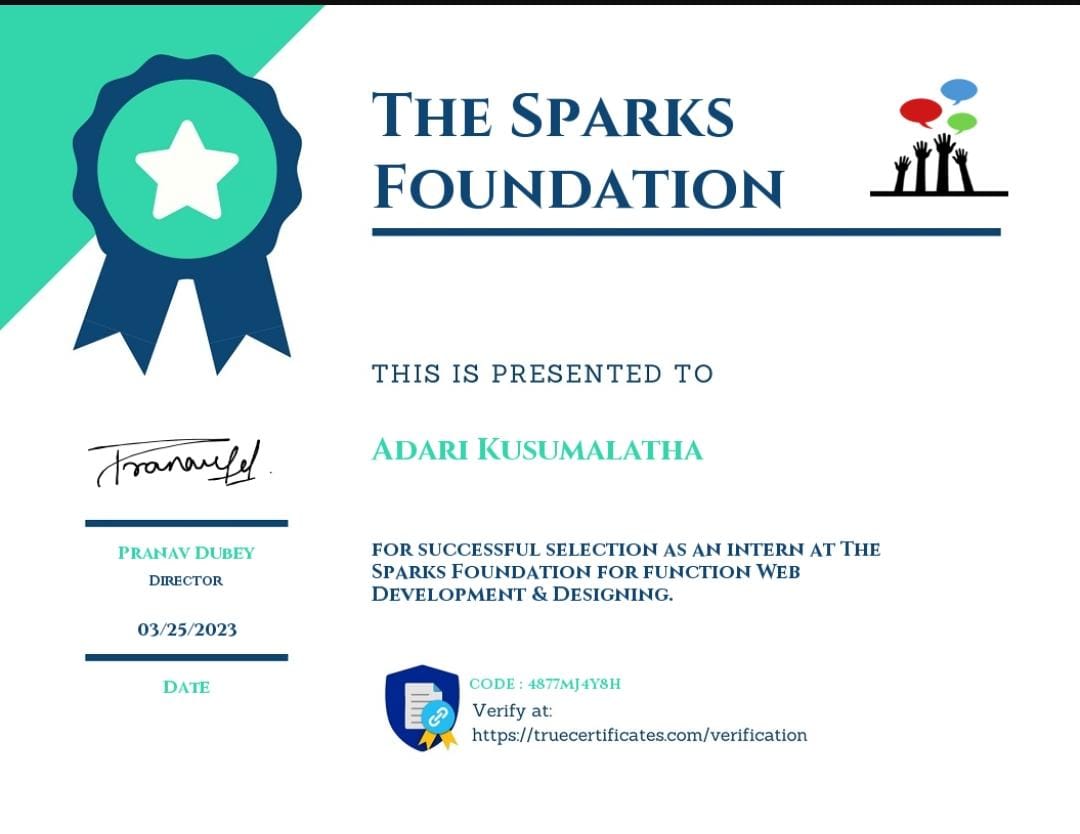 The Sparks
Foundation
THIS IS PRESENTED TO
Adari Kusumalatha
for successful selection as an intern at The
Sparks Foundation for function Web
Development & Designing.
Pranav Dubey
Director
03/25/2023
Date
CODE : 4877MJ4Y8H
Verify at:
https://truecertificates.com/verification